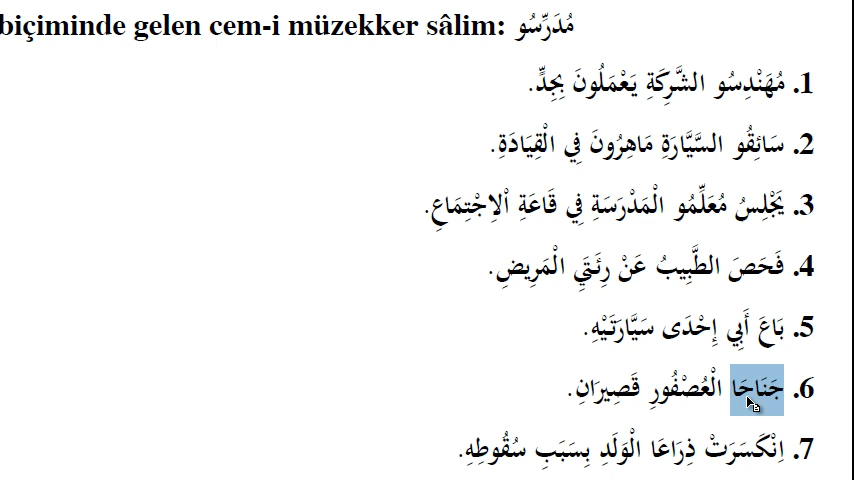 biçiminde gelen cem-i müzekker sâlim: مُدَرِّسُو
1. مُهَنْدِسُو الشَّرِكَةِ يَعْمَلُونَ بِجِدٍّ.
2. سَائِقُو السَّيَّارَةِ مَاهِرُونَ فِي الْقِيَادَةِ.
3. يَجْلِسُ مُعَلِّمُو الْمَدْرَسَةِ فِي قَاعَةِ اْلاِجْتِمَاعِ.
4. فَحَصَ الطَّبِيبُ عَنْ رِئَتَيِ الْمَرِيضِ.
5. بَاعَ أَبِي إِحْدَى سَيَّارَتَيْهِ.
6. جَنَاحَا الْعُصْفُورِ قَصِيرَانِ.
7. اِنْكَسَرَتْ ذِرَاعَا الْوَلَدِ بِسَبَبِ سُقُوطِهِ.